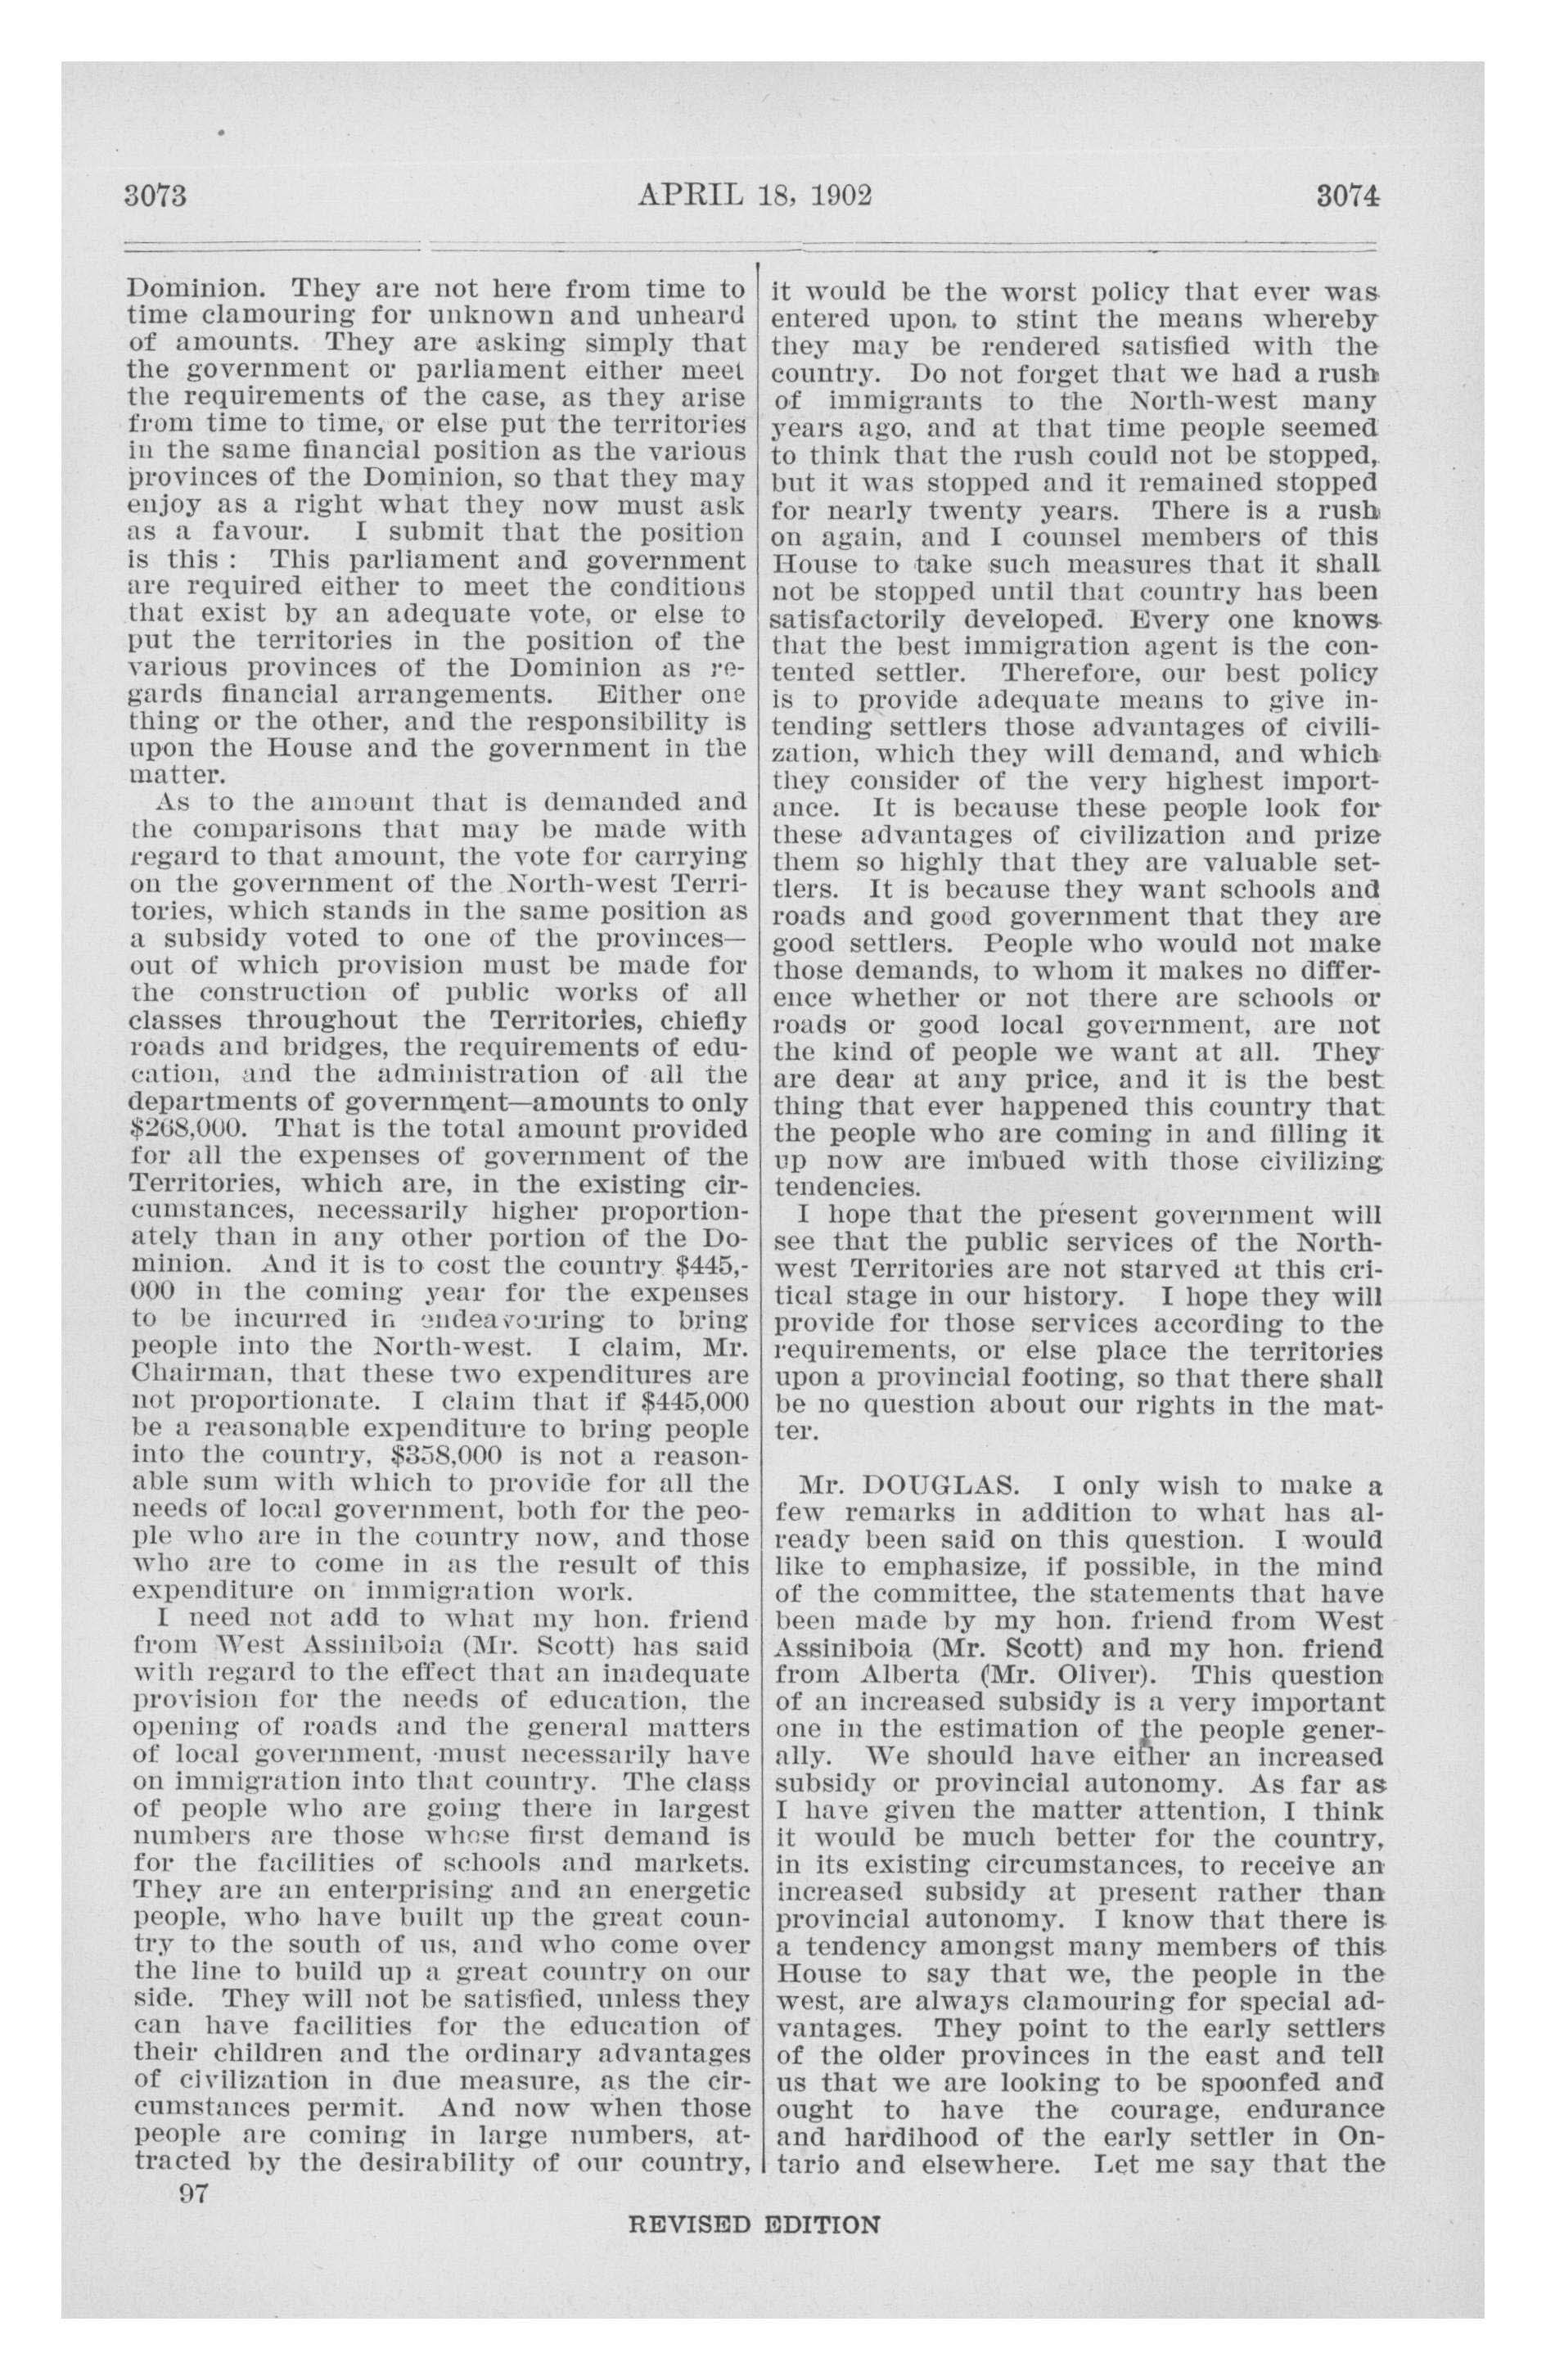 3073
APRIL 18, 1902
3074
Dominion. They are not here from time to
time clamouring for unknown and unheard
of amounts. They are asking simply that
the government or parliament either meet
the requirements of the case, as they arise
from time to time, or else put the territories
in the same financial position as the various
provinces of the Dominion, so that they may
enjoy as a right what they now must ask
as a favour. I submit that the position
is this : This parliament and government
are required either to meet the conditions
that exist by an adequate vote, or else to
put the territories in the position of the
various provinces of the Dominion as re-
gards financial arrangements. Either one
thing or the other, and the responsibility is
upon the House and the government in the
matter.
As to the amount that is demanded and
the comparisons that may be made with
regard to that amount, the vote for carrying
on the government of the North-west Terri-
tories, which stands in the same position as
a subsidy voted to one of the provinces—
out of which provision must be made for
the construction of public works of all
classes throughout the Territories, chiefly
roads and bridges, the requirements of edu-
cation, and the administration of all the
departments of government—amounts to only
$268,000. That is the total amount provided
for all the expenses of government of the
Territories, which are, in the existing cir-
cumstances, necessarily higher proportion-
ately than in any other portion of the Do-
minion. And it is to cost the country $445,-
000 in the coming year for the expenses
to be incurred in endeavouring to bring
people into the North-west. I claim, Mr.
Chairman, that these two expenditures are
not proportionate. I claim that if $445,000
be a reasonable expenditure to bring people
into the country, $358,000 is not a reason-
able sum with which to provide for all the
needs of local government, both for the peo-
ple who are in the country now, and those
who are to come in as the result of this
expenditure on immigration work.
I need not add to what my hon. friend
from West Assiniboia (Mr. Scott) has said
with regard to the effect that an inadequate
provision for the needs of education, the
opening of roads and the general matters
of local government, must necessarily have
on immigration into that country. The class
of people who are going there in largest
numbers are those whose first demand is
for the facilities of schools and markets.
They are an enterprising and an energetic
people, who have built up the great coun-
try to the south of us, and who come over
the line to build up a great country on our
side. They will not be satisfied, unless they
can have facilities for the education of
their children and the ordinary advantages
of civilization in due measure, as the cir-
cumstances permit. And now when those
people are coming in large numbers, at-
tracted by the desirability of our country,
97
it would be the worst policy that ever was
entered upon, to stint the means whereby
they may be rendered satisfied with the
country. Do not forget that we had a rush
of immigrants to the North-west many
years ago, and at that time people seemed
to think that the rush could not be stopped,
but it was stopped and it remained stopped
for nearly twenty years. There is a rush
on again, and I counsel members of this
House to take such measures that it shall
not be stopped until that country has been
satisfactorily developed. Every one knows
that the best immigration agent is the con-
tented settler. Therefore, our best policy
is to provide adequate means to give in-
tending settlers those advantages of civili-
zation, which they will demand, and which
they consider of the very highest import-
ance. It is because these people look for
these advantages of civilization and prize
them so highly that they are valuable set-
tlers. It is because they want schools and
roads and good government that they are
good settlers. People who would not make
those demands, to whom it makes no differ-
ence whether or not there are schools or
roads or good local government, are not
the kind of people we want at all. They
are dear at any price, and it is the best
thing that ever happened this country that
the people who are coming in and filling it
up now are imbued with those civilizing
tendencies.
I hope that the present government will
see that the public services of the North-
west Territories are not starved at this cri-
tical stage in our history. I hope they will
provide for those services according to the
requirements, or else place the territories
upon a provincial footing, so that there shall
be no question about our rights in the mat-
ter.
Mr. DOUGLAS. I only wish to make a
few remarks in addition to what has al-
ready been said on this question. I would
like to emphasize, if possible, in the mind
of the committee, the statements that have
been made by my hon. friend from West
Assiniboia (Mr. Scott) and my hon. friend
from Alberta (Mr. Oliver). This question
of an increased subsidy is a very important
one in the estimation of the people gener-
ally. We should have either an increased
subsidy or provincial autonomy. As far as
I have given the matter attention, I think
it would be much better for the country,
in its existing circumstances, to receive an
increased subsidy at present rather than
provincial autonomy. I know that there is
a tendency amongst many members of this
House to say that we, the people in the
west, are always clamouring for special ad-
vantages. They point to the early settlers
of the older provinces in the east and tell
us that we are looking to be spoonfed and
ought to have the courage, endurance
and hardihood of the early settler in On-
tario and elsewhere. Let me say that the
REVISED EDITION